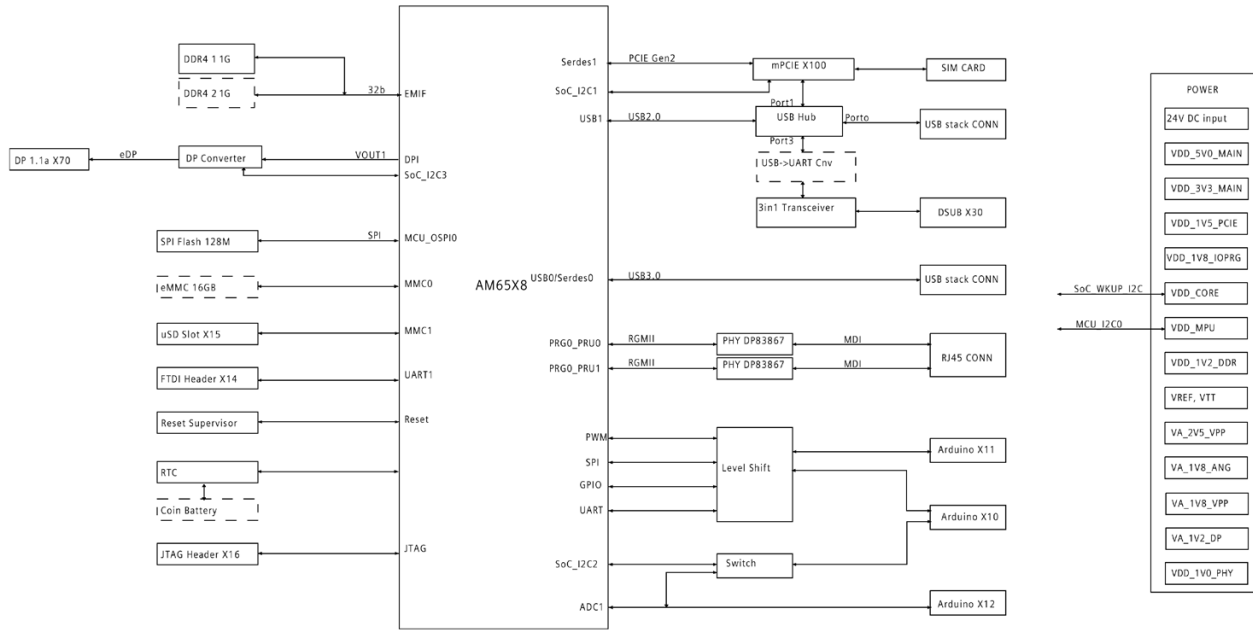 DDR4 1 1G
DDR4 2 1G
32b
EMIF
DP 1.1a X70
eDP
DP Converter
VOUT1
DPI
SoC_I2C3
SPI Flash 128M
SPI
MCU_OSPI0
eMMC 16GB
MMC0
uSD Slot X15
MMC1
FTDI Header X14
UART1
Reset Supervisor
Reset
RTC
Coin Battery
JTAG Header X16
JTAG
AM65X8
Serdes1
PCIE Gen2
mPCIE X100
SIM CARD
SoC_I2C1
Port1
USB1
USB2.0
USB Hub
Porto
USB stack CONN
Port3
USB->UART Cnv
3in1 Transceiver
DSUB X30
USB0/Serdes0
USB3.0
USB stack CONN
PRG0_PRU0
RGMII
PHY DP83867
MDI
RJ45 CONN
PRG0_PRU1
RGMII
PHY DP83867
MDI
PWM
SPI
GPIO
UART
Level Shift
Arduino X11
Arduino X10
SoC_I2C2
Switch
ADC1
Arduino X12
POWER
24V DC input
VDD_5V0_MAIN
VDD_3V3_MAIN
VDD_1V5_PCIE
VDD_1V8_IOPRG
SoC_WKUP_I2C
VDD_CORE
MCU_I2C0
VDD_MPU
VDD_1V2_DDR
VREF, VTT
VA_2V5_VPP
VA_1V8_ANG
VA_1V8_VPP
VA_1V2_DP
VDD_1V0_PHY